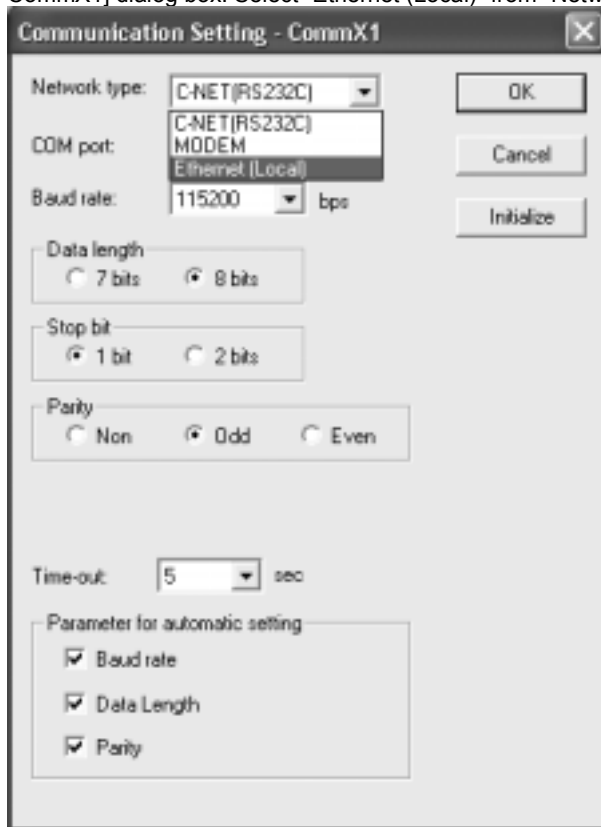 CommX1] dialog box. Select "Ethernet (Local)" from "Netw
Communication Setting - CommX1
Network type: C-NET(RS232C) OK
C-NET(RS232C)
COM port: MODEM Cancel
Ethernet (Local)
Baud rate: 115200 bps Initialize
Data length
7 bits 8 bits
Stop bit
1 bit 2 bits
Parity
Non Odd Even
Time-out: 5 sec
Parameter for automatic setting
Baud rate
Data Length
Parity